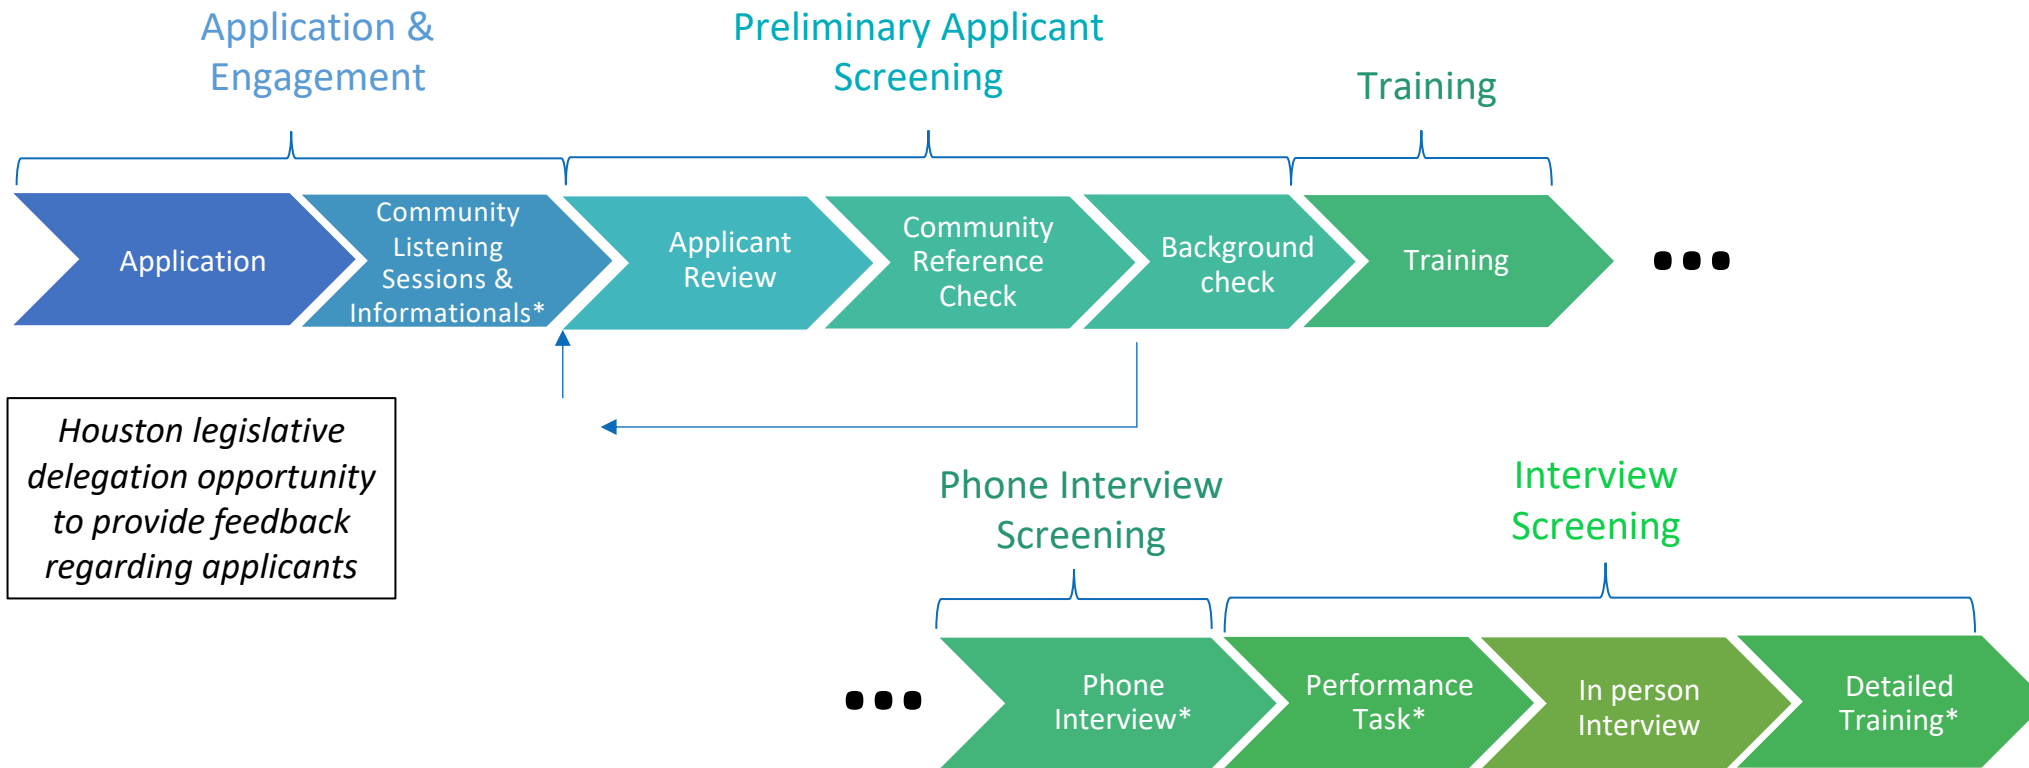 Application &
Engagement
Preliminary Applicant
Screening
Training
Application
Community
Listening
Sessions &
Informationals*
Applicant
Review
Community
Reference
Check
Background
check
Training
...
Houston legislative
delegation opportunity
to provide feedback
regarding applicants
Phone Interview
Screening
Interview
Screening
...
Phone
Interview*
Performance
Task*
In person
Interview
Detailed
Training*